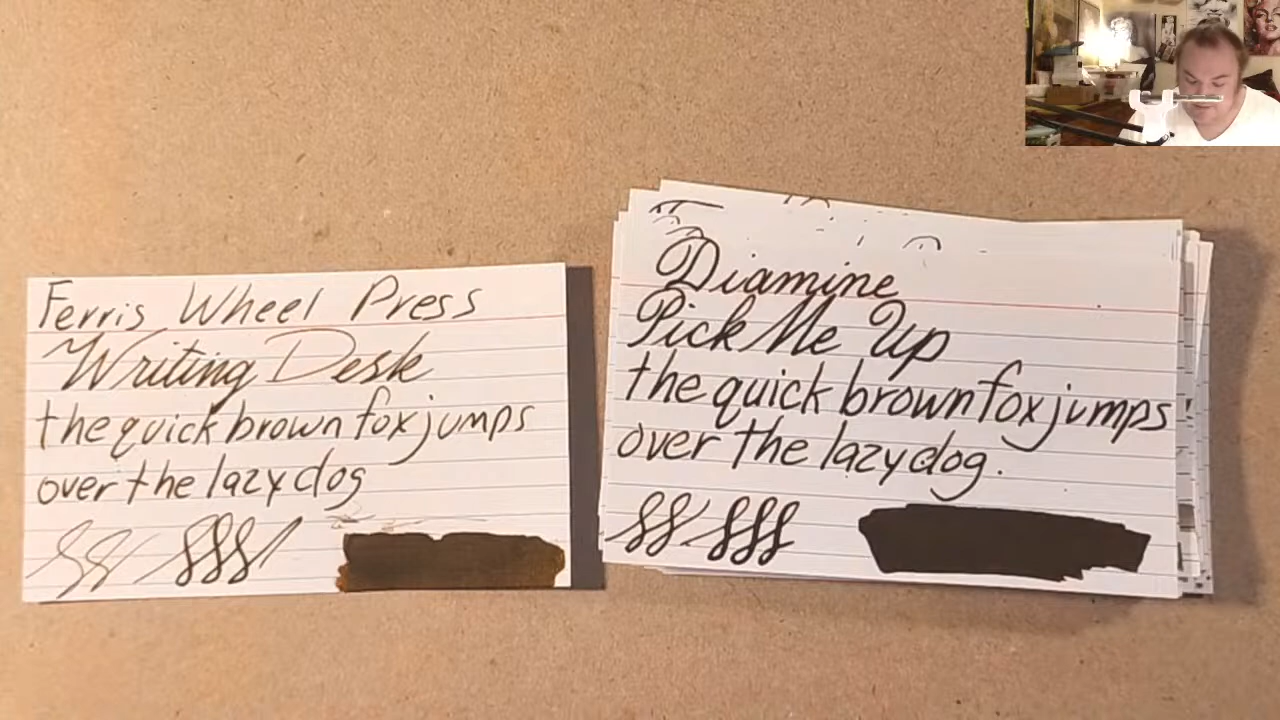 Ferris Wheel Press
Writing Desk
the quick brown fox jumps
over the lazy dog
Diamine
Pick Me Up
the quick brown fox jumps
over the lazy dog.